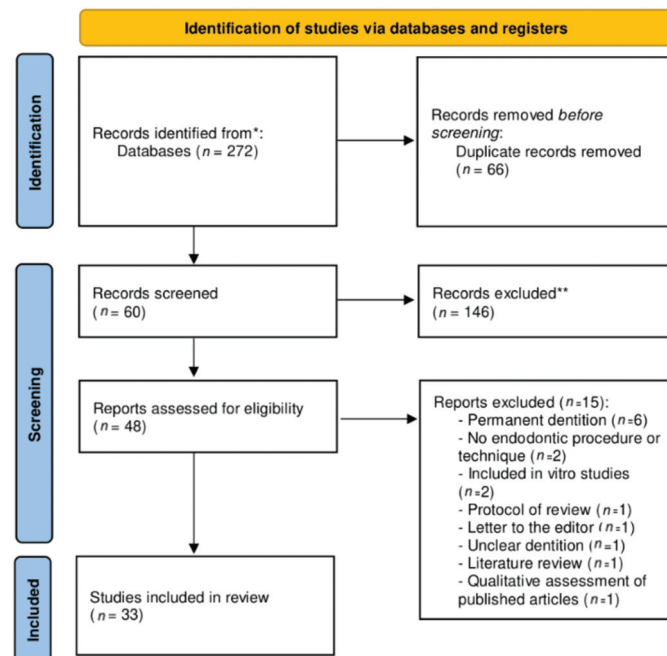 Identification of studies via databases and registers
Identification
Records identified from*:
Databases (n = 272)
Records removed before
screening:
Duplicate records removed
(n = 66)
Screening
Records screened
(n = 60)
Records excluded**
(n = 146)
Reports assessed for eligibility
(n = 48)
Reports excluded (n=15):
- Permanent dentition (n=6)
- No endodontic procedure or
technique (n=2)
- Included in vitro studies
(n=2)
- Protocol of review (n=1)
- Letter to the editor (n=1)
- Unclear dentition (n=1)
- Literature review (n=1)
- Qualitative assessment of
published articles (n=1)
Included
Studies included in review
(n = 33)